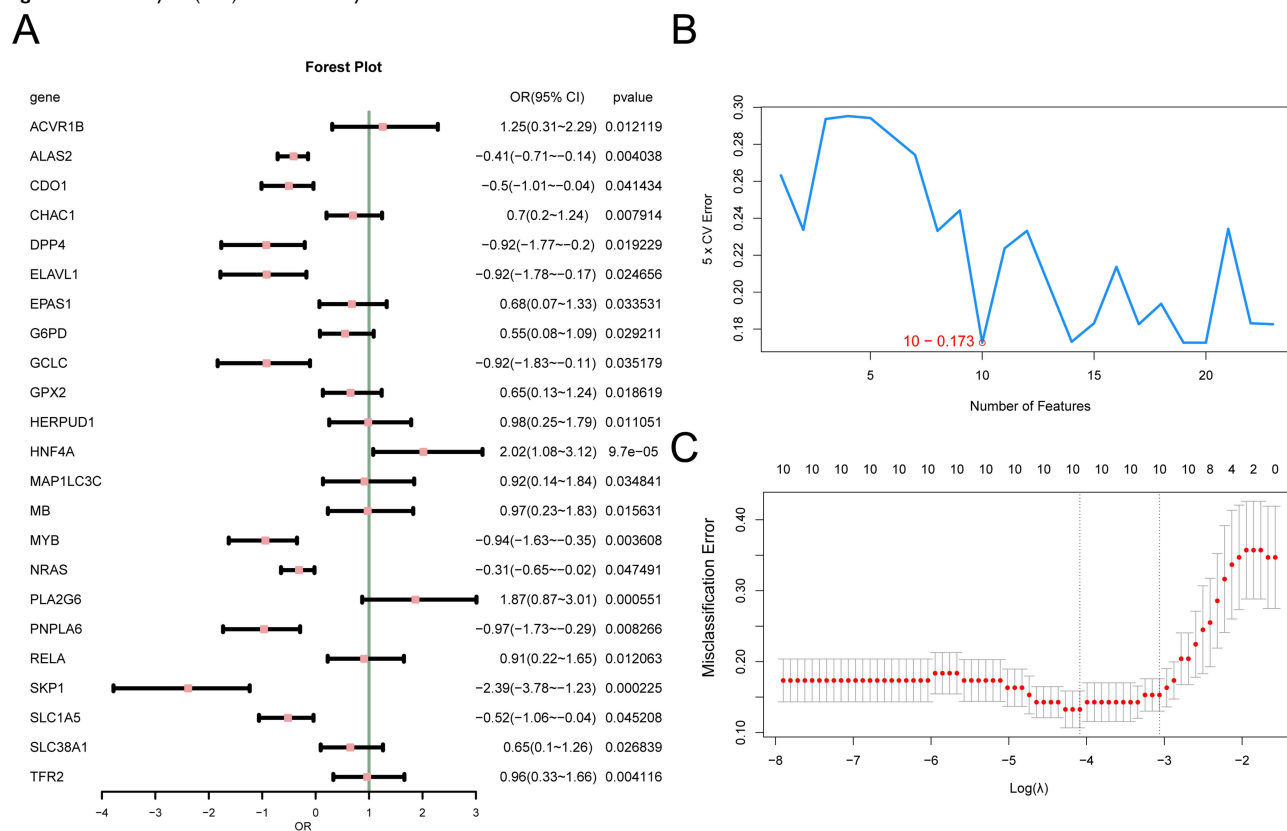 A
Forest Plot
gene OR(95% CI) pvalue
ACVR1B 1.25(0.31~2.29) 0.012119
ALAS2 −0.41(−0.71~−0.14) 0.004038
CDO1 −0.5(−1.01~−0.04) 0.041434
CHAC1 0.7(0.2~1.24) 0.007914
DPP4 −0.92(−1.77~−0.2) 0.019229
ELAVL1 −0.92(−1.78~−0.17) 0.024656
EPAS1 0.68(0.07~1.33) 0.033531
G6PD 0.55(0.08~1.09) 0.029211
GCLC −0.92(−1.83~−0.11) 0.035179
GPX2 0.65(0.13~1.24) 0.018619
HERPUD1 0.98(0.25~1.79) 0.011051
HNF4A 2.02(1.08~3.12) 9.7e−05
MAP1LC3C 0.92(0.14~1.84) 0.034841
MB 0.97(0.23~1.83) 0.015631
MYB −0.94(−1.63~−0.35) 0.003608
NRAS −0.31(−0.65~−0.02) 0.047491
PLA2G6 1.87(0.87~3.01) 0.000551
PNPLA6 −0.97(−1.73~−0.29) 0.008266
RELA 0.91(0.22~1.65) 0.012063
SKP1 −2.39(−3.78~−1.23) 0.000225
SLC1A5 −0.52(−1.06~−0.04) 0.045208
SLC38A1 0.65(0.1~1.26) 0.026839
TFR2 0.96(0.33~1.66) 0.004116
−4 −3 −2 −1 0 1 2 3
OR
B
5 x CV Error
0.30
0.28
0.26
0.24
0.22
0.20
0.18
10 − 0.173
5 10 15 20
Number of Features
C
10 10 10 10 10 10 10 10 10 10 10 10 10 10 10 8 4 2 0
Misclassification Error
0.40
0.30
0.20
0.10
−8 −7 −6 −5 −4 −3 −2
Log(λ)